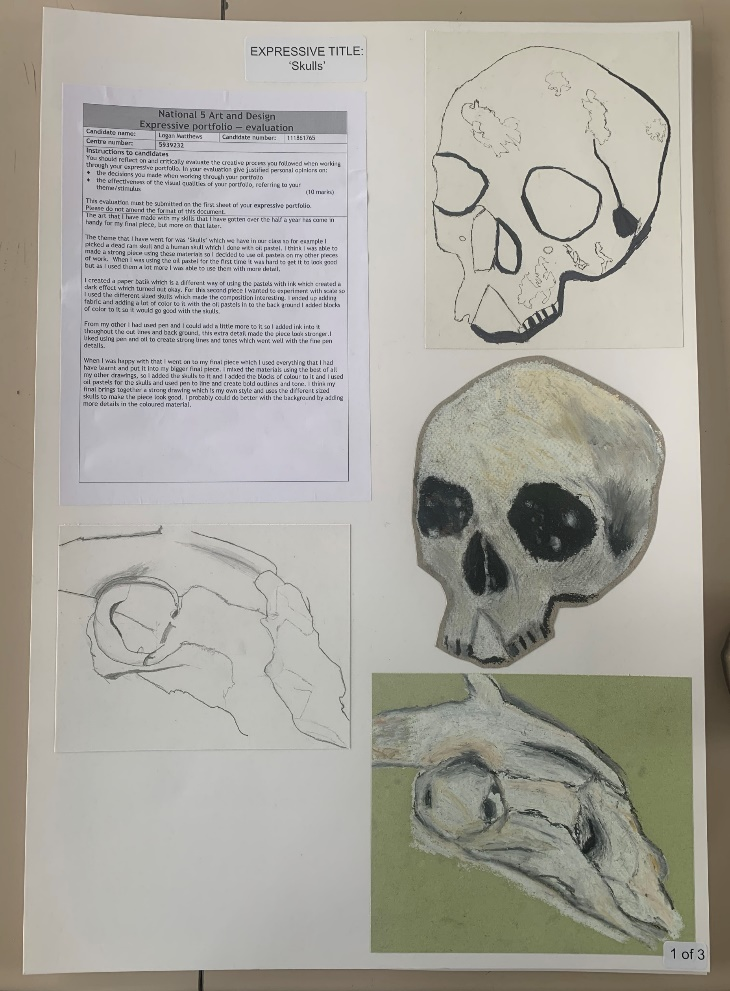 EXPRESSIVE TITLE:
‘Skulls’
National 5 Art and Design
Expressive portfolio — evaluation
Candidate name: Logan Matthews Candidate number: 111861765
Centre number: 5939232
Instructions to candidates
You should reflect on and critically evaluate the creative process you followed when working
through your expressive portfolio. In your evaluation give justified personal opinions on:
• the decisions you made when working through your portfolio
• the effectiveness of the visual qualities of your portfolio, referring to your
theme/stimulus
(10 marks)
This evaluation must be submitted on the first sheet of your expressive portfolio.
Please do not amend the format of this document.
The art that I have made with my skills that I have gotten over the half a year has come in
handy for my final piece, but more on that later.
The theme that I have went for was ‘Skulls’ which we have in our class so for example I
picked a dead ram skull and a human skull which I done with oil pastel. I think I was able to
made a strong piece using these materials so I decided to use oil pastels on my other pieces
of work. When I was using the oil pastel for the first time it was hard to get it to look good
but as I used them a lot more I was able to use them with more detail.
I created a paper batik which is a different way of using the pastels with ink which created a
dark effect which turned out okay. For this second piece I wanted to experiment with scale so
I used the different sized skulls which made the composition interesting. I ended up adding
fabric and adding a lot of color to it with the oil pastels in to the back ground I added blocks
of color to it so it would go good with the skulls.
From my other I had used pen and I could add a little more to it so I added ink into it
thoughout the out lines and back ground, this extra detail made the piece look stronger. I
liked using pen and oil to create strong lines and tones which went well with the fine pen
details.
When I was happy with that I went on to my final piece which I used everything that I had
have learnt and put it into my bigger final piece. I mixed the materials using the best of all
my other drawings, so I added the skulls to it and I added the blocks of colour to it and I used
oil pastels for the skulls and used pen to line and create bold outlines and tone. I think my
final brings together a strong drawing which is my own style and uses the different sized
skulls to make the piece look good. I probably could do better with the background by adding
more details in the coloured material.
1 of 3